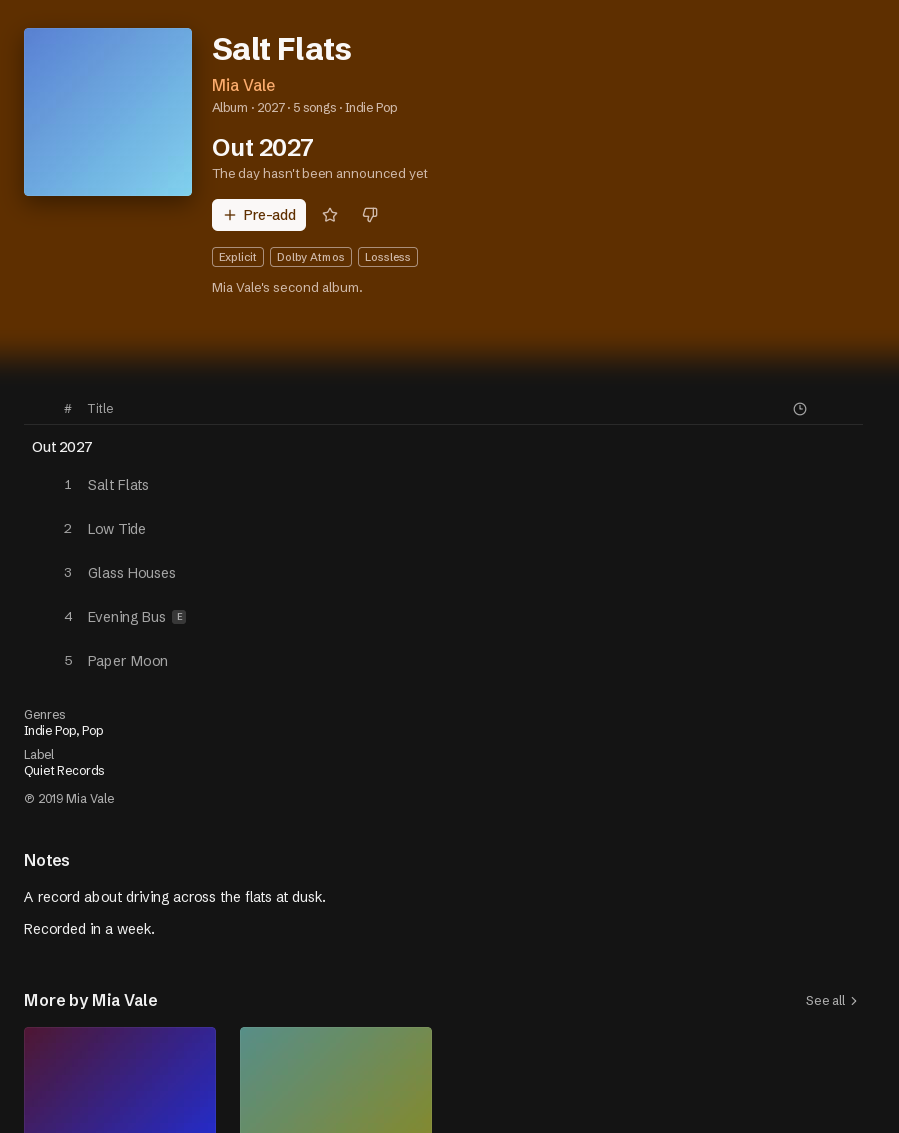 Salt Flats
Mia Vale
Album · 2027 · 5 songs · Indie Pop
Out 2027
The day hasn't been announced yet
Pre-add
Explicit Dolby Atmos Lossless
Mia Vale's second album.
# Title
Out 2027
1 Salt Flats
2 Low Tide
3 Glass Houses
4 Evening Bus E
5 Paper Moon
Genres
Indie Pop, Pop
Label
Quiet Records
℗ 2019 Mia Vale
Notes
A record about driving across the flats at dusk.
Recorded in a week.
More by Mia Vale See all